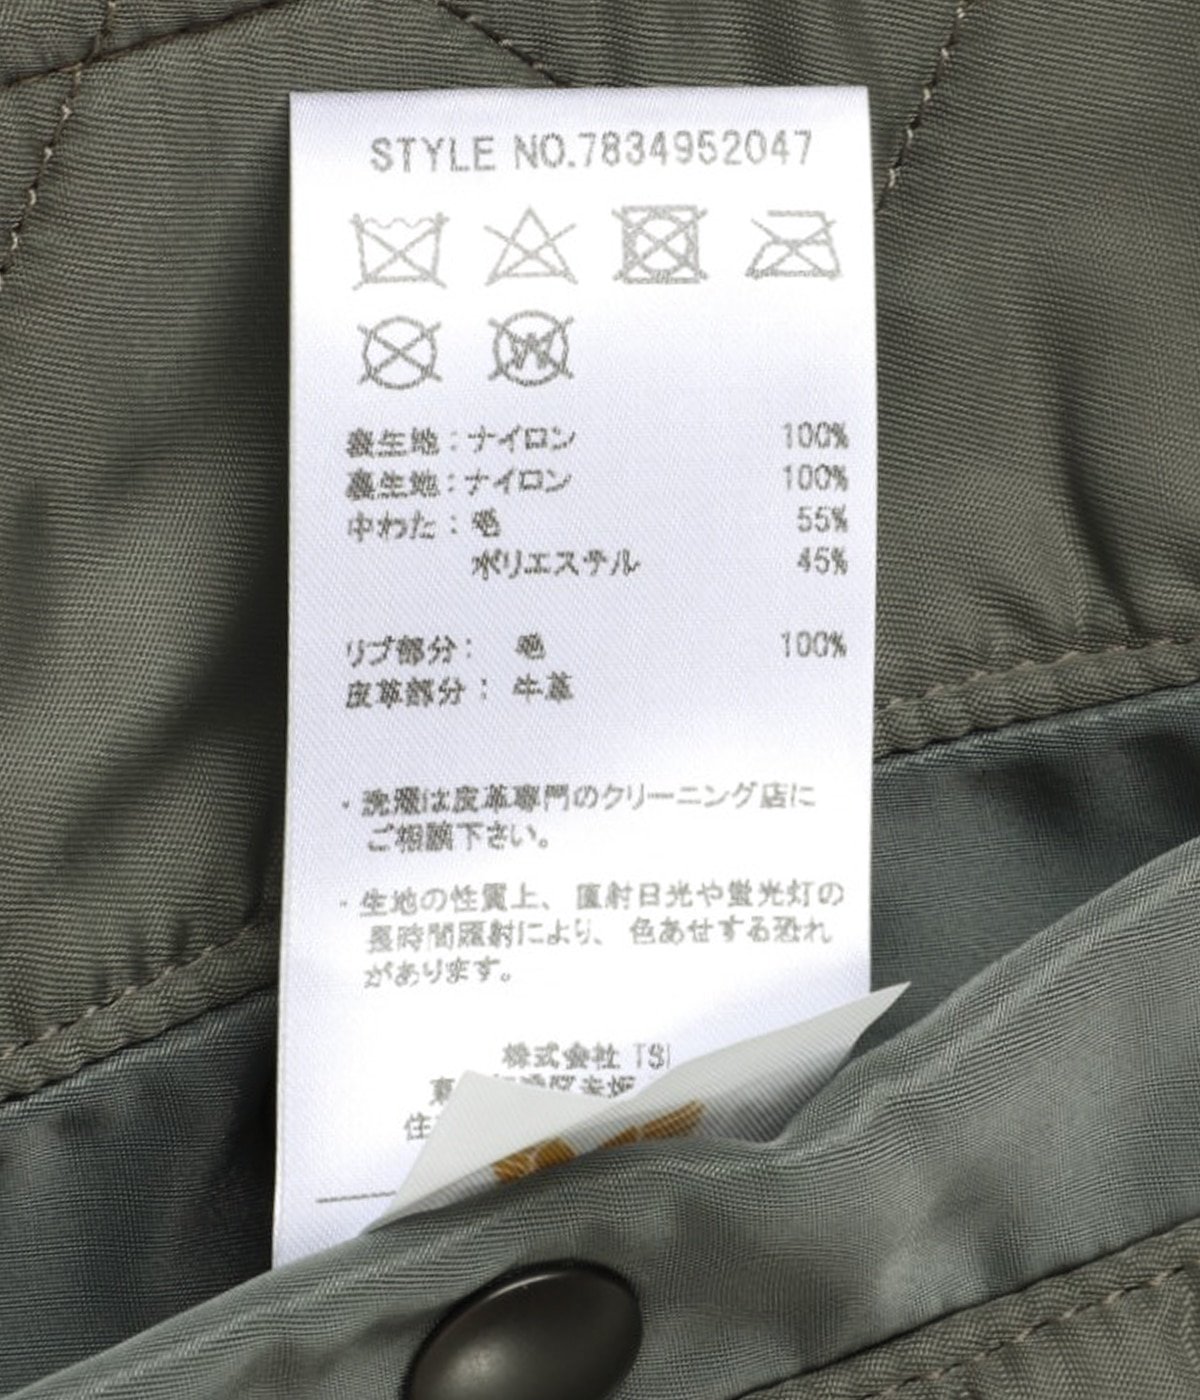 STYLE NO.7834952047
W
表生地：ナイロン 100%
裏生地：ナイロン 100%
中わた：毛 55%
ポリエステル 45%
リブ部分： 毛 100%
皮革部分： 牛革
・洗濯は皮革専門のクリーニング店に
ご相談下さい。
・生地の性質上、直射日光や蛍光灯の
長時間照射により、色あせする恐れ
があります。
株式会社 TSI